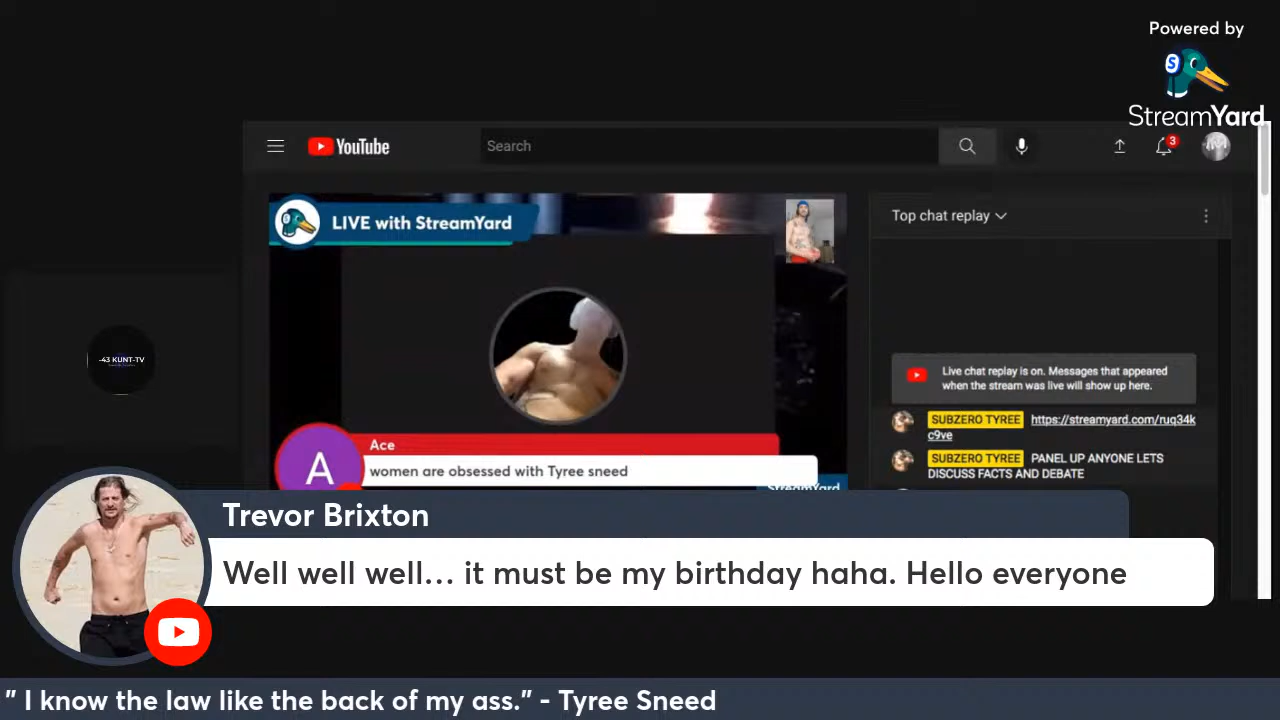 Powered by
StreamYard
YouTube
Search
3
LIVE with StreamYard
Top chat replay
-43 KUNT-TV
Live chat replay is on. Messages that appeared
when the stream was live will show up here.
SUBZERO TYREE https://streamyard.com/ruq34k
c9ve
SUBZERO TYREE PANEL UP ANYONE LETS
DISCUSS FACTS AND DEBATE
A
Ace
women are obsessed with Tyree sneed
StreamYard
Trevor Brixton
Well well well... it must be my birthday haha. Hello everyone
" I know the law like the back of my ass." - Tyree Sneed